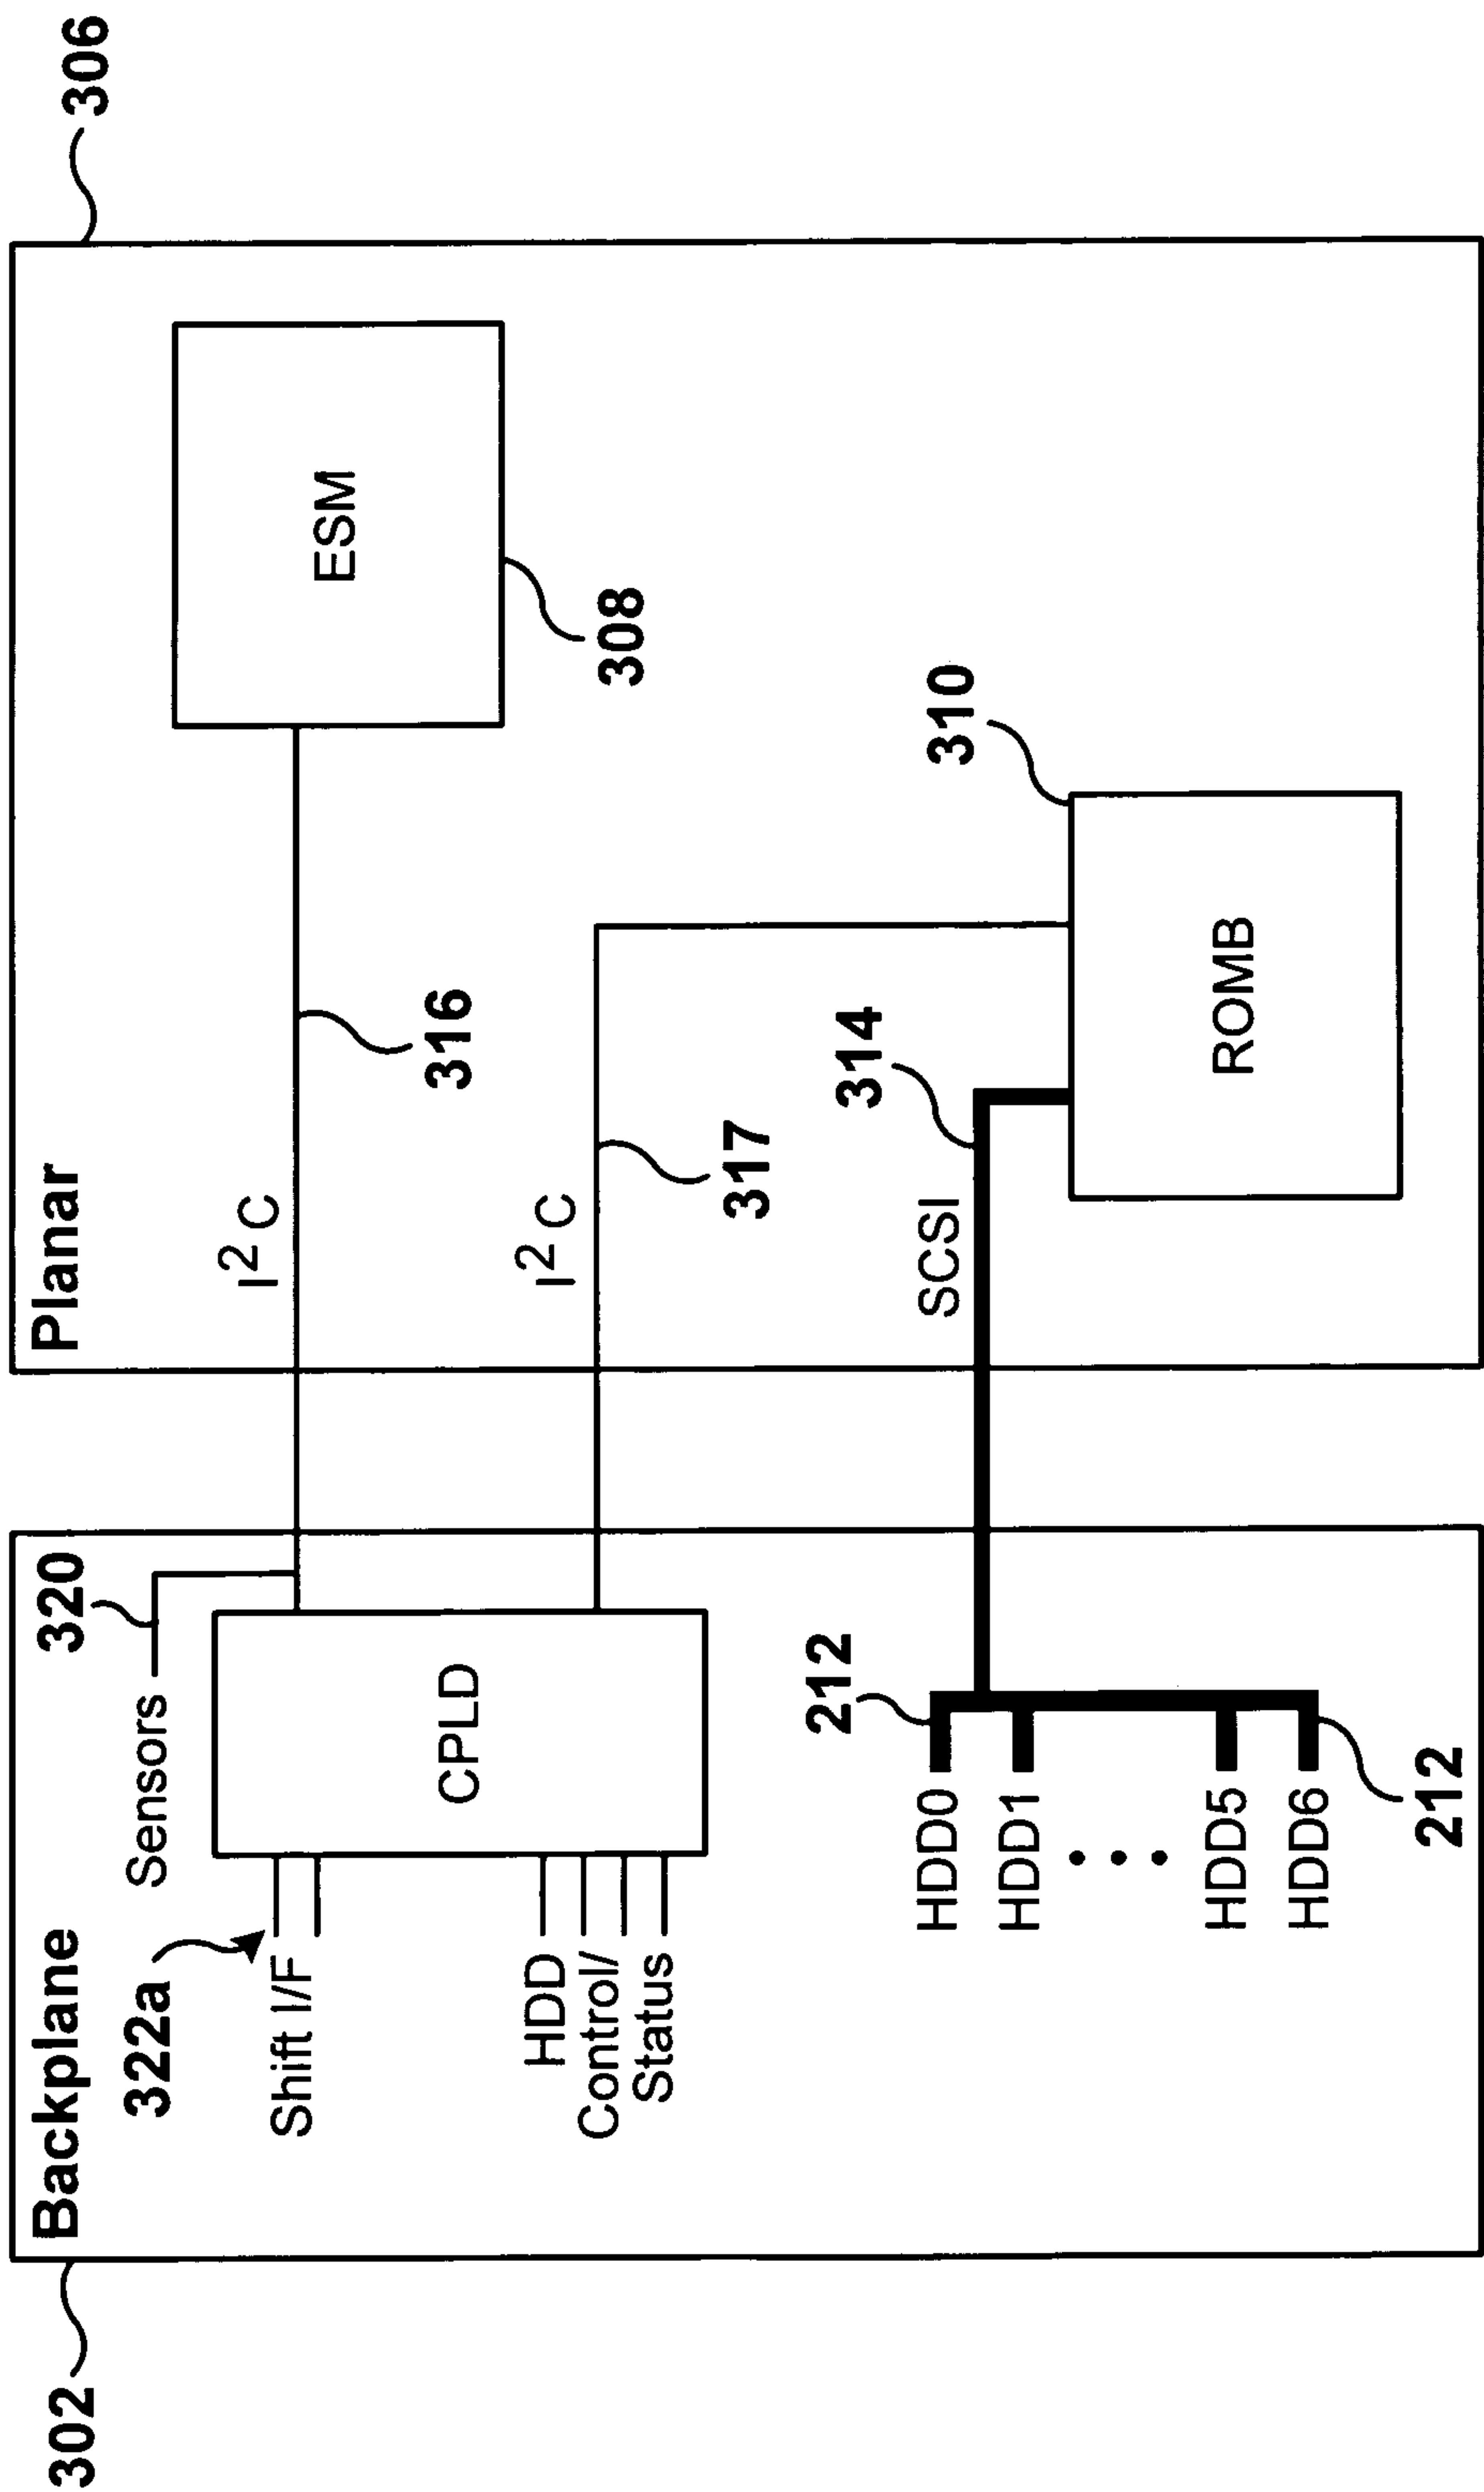 302
Backplane
322a
Shift I/F
Sensors
320
CPLD
HDD
Control/
Status
212
HDD0
HDD1
HDD5
HDD6
212
306
Planar
I²C
316
ESM
308
I²C
317
SCSI
314
310
ROMB